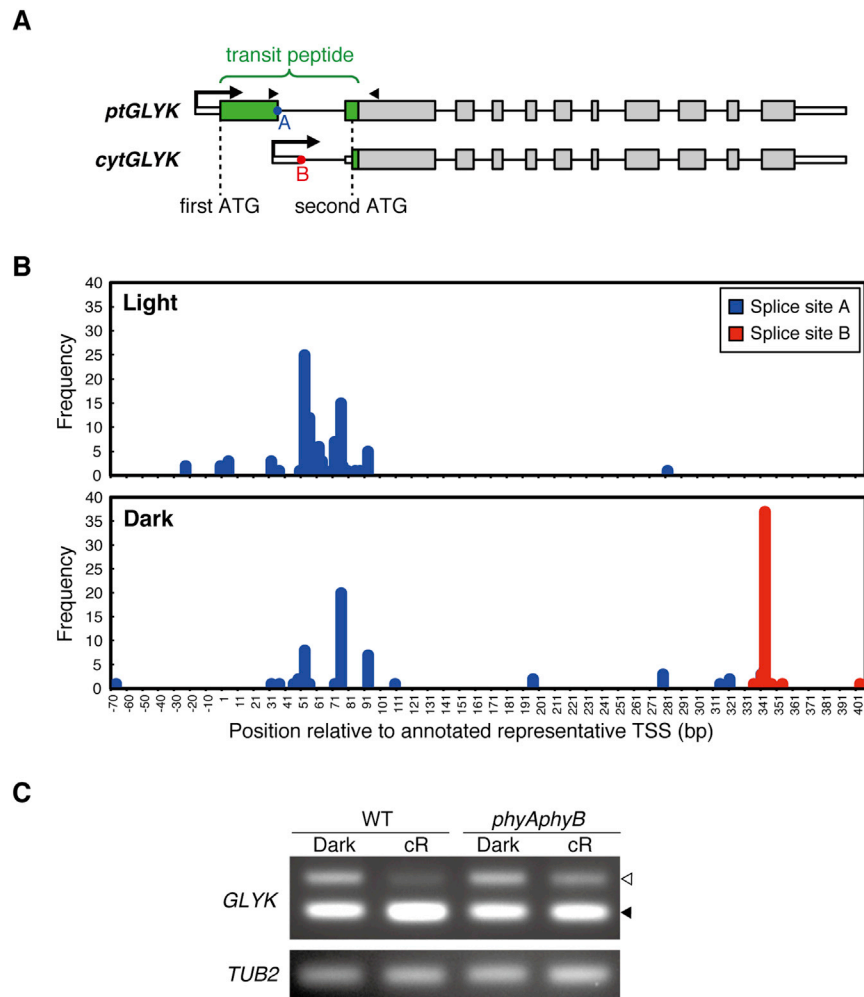 A
transit peptide
ptGLYK
A
cytGLYK
B
first ATG
second ATG
B
Light
Splice site A
Splice site B
Frequency
40
35
30
25
20
15
10
5
0
Dark
Frequency
40
35
30
25
20
15
10
5
0
-70 -60 -50 -40 -30 -20 -10 1 11 21 31 41 51 61 71 81 91 101 111 121 131 141 151 161 171 181 191 201 211 221 231 241 251 261 271 281 291 301 311 321 331 341 351 361 371 381 391 401
Position relative to annotated representative TSS (bp)
C
WT phyAphyB
Dark cR Dark cR
GLYK
TUB2